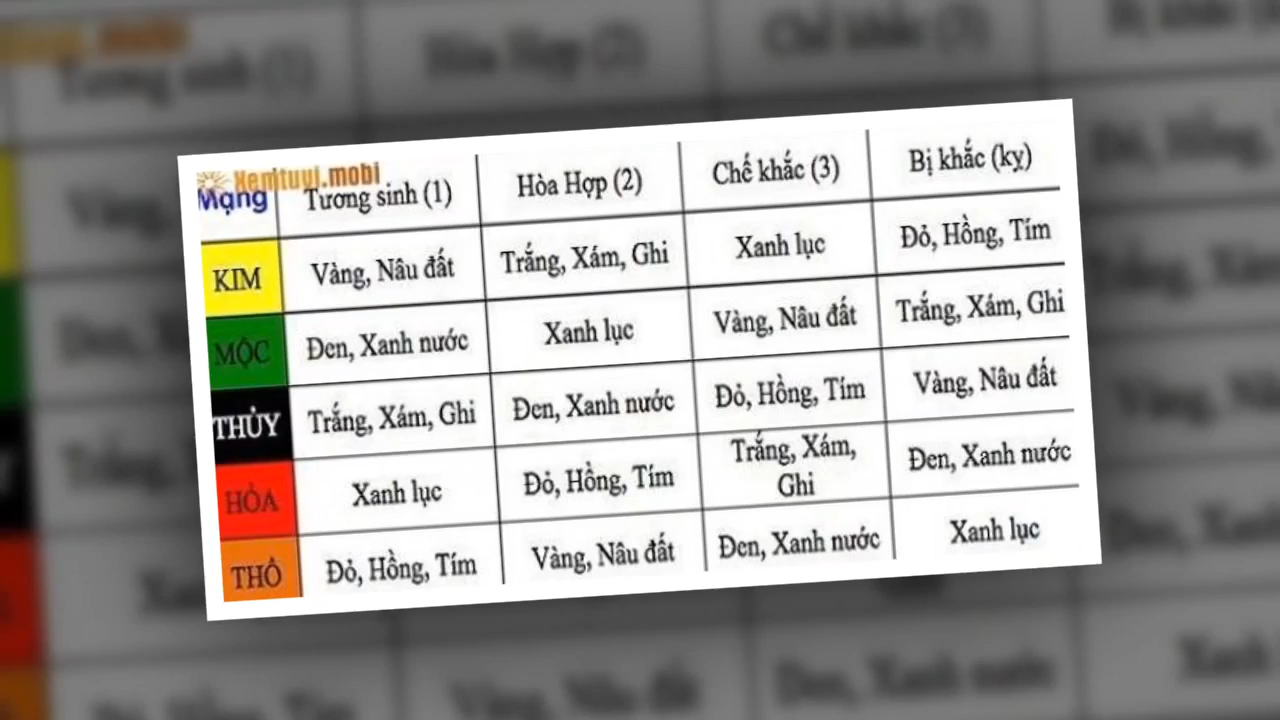 Xemtuvi.mobi
Mạng
Tương sinh (1)
Hòa Hợp (2)
Chế khắc (3)
Bị khắc (kỵ)
KIM
Vàng, Nâu đất
Trắng, Xám, Ghi
Xanh lục
Đỏ, Hồng, Tím
MỘC
Đen, Xanh nước
Xanh lục
Vàng, Nâu đất
Trắng, Xám, Ghi
THỦY
Trắng, Xám, Ghi
Đen, Xanh nước
Đỏ, Hồng, Tím
Vàng, Nâu đất
HỎA
Xanh lục
Đỏ, Hồng, Tím
Trắng, Xám,
Ghi
Đen, Xanh nước
THỔ
Đỏ, Hồng, Tím
Vàng, Nâu đất
Đen, Xanh nước
Xanh lục